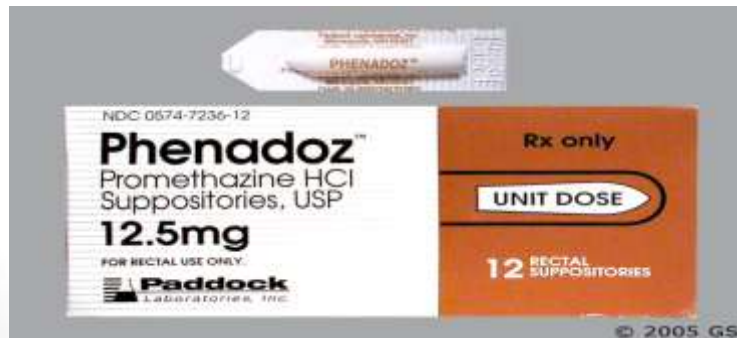 PHENADOZ™
NDC 0574-7236-12
Phenadoz™
Promethazine HCl
Suppositories, USP
12.5mg
FOR RECTAL USE ONLY.
Paddock
Laboratories, Inc.
Rx only
UNIT DOSE
12 RECTAL
SUPPOSITORIES
© 2005 GS